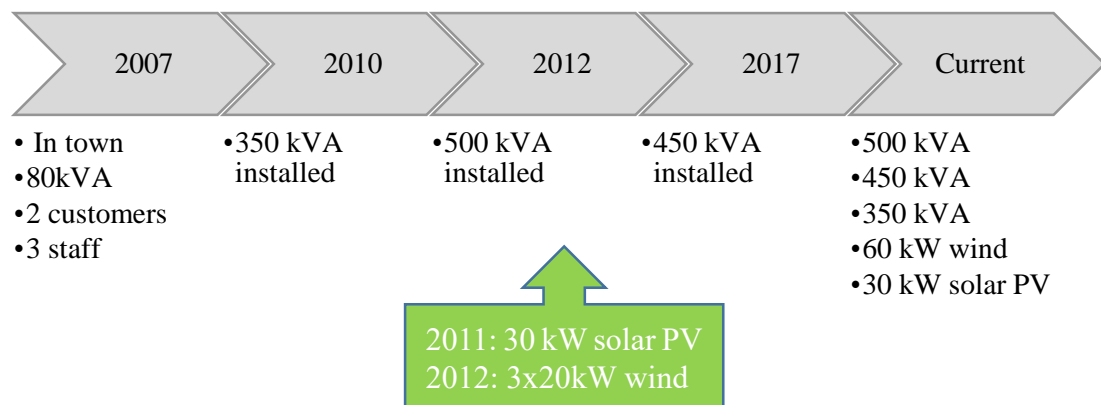 2007
2010
2012
2017
Current
• In town
•80kVA
•2 customers
•3 staff
•350 kVA
installed
•500 kVA
installed
•450 kVA
installed
•500 kVA
•450 kVA
•350 kVA
•60 kW wind
•30 kW solar PV
2011: 30 kW solar PV
2012: 3x20kW wind